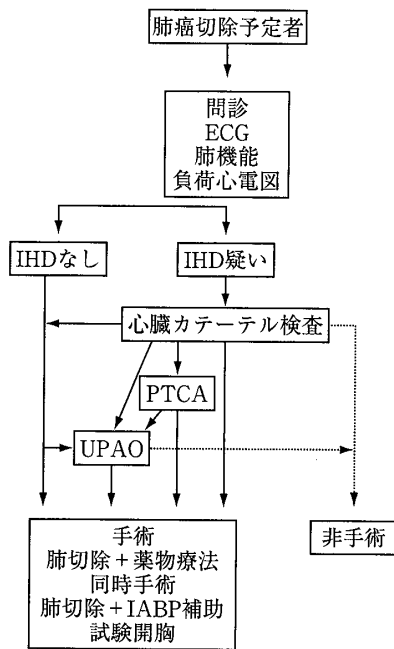 肺癌切除予定者
問診
ECG
肺機能
負荷心電図
IHDなし
IHD疑い
心臓カテーテル検査
PTCA
UPAO
手術
肺切除+薬物療法
同時手術
肺切除+IABP補助
試験開胸
非手術